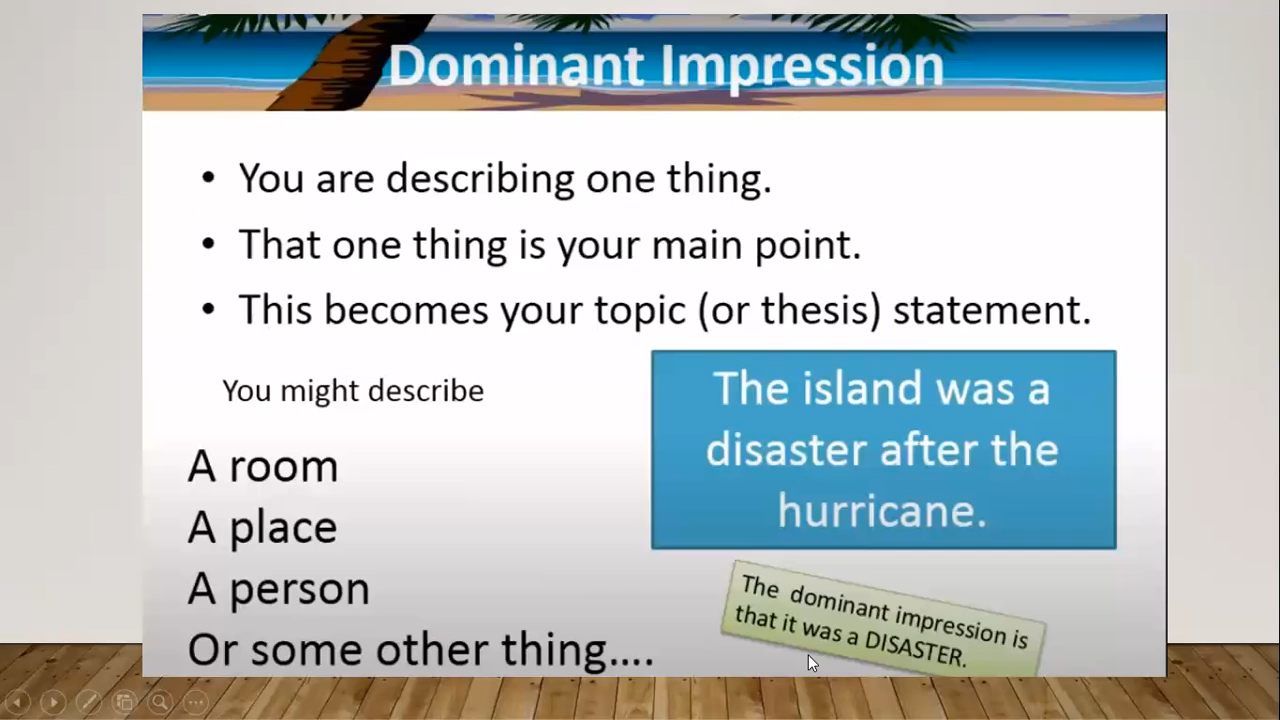 Dominant Impression
• You are describing one thing.
• That one thing is your main point.
• This becomes your topic (or thesis) statement.
You might describe
A room
A place
A person
Or some other thing....
The island was a
disaster after the
hurricane.
The dominant impression is
that it was a DISASTER.